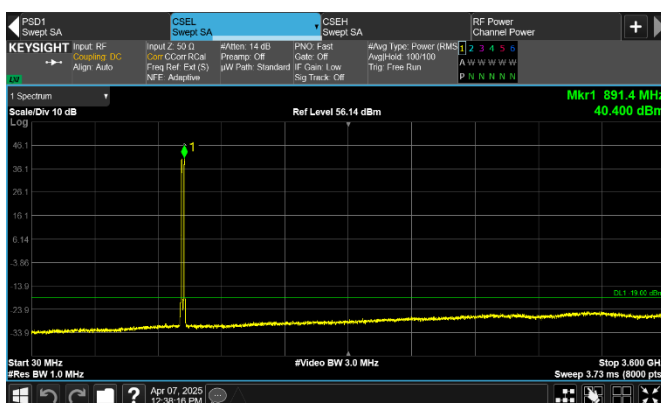 PSD1
Swept SA
CSEL
Swept SA
CSEH
Swept SA
RF Power
Channel Power
+
KEYSIGHT
Input: RF
Coupling: DC
Align: Auto
Input Z: 50 Ω
Corr CCorr RCal
Freq Ref: Ext (S)
NFE: Adaptive
#Atten: 14 dB
Preamp: Off
µW Path: Standard
PNO: Fast
Gate: Off
IF Gain: Low
Sig Track: Off
#Avg Type: Power (RMS
Avg|Hold: 100/100
Trig: Free Run
1 2 3 4 5 6
A W W W W W
P N N N N N
1 Spectrum
Scale/Div 10 dB
Log
Ref Level 56.14 dBm
Mkr1 891.4 MHz
40.400 dBm
1
46.1
36.1
26.1
16.1
6.14
-3.86
-13.9
-23.9
-33.9
DL1 -19.00 dBm
Start 30 MHz
#Res BW 1.0 MHz
#Video BW 3.0 MHz
Stop 3.600 GH
Sweep 3.73 ms (8000 pts
?
Apr 07, 2025
12:38:16 PM